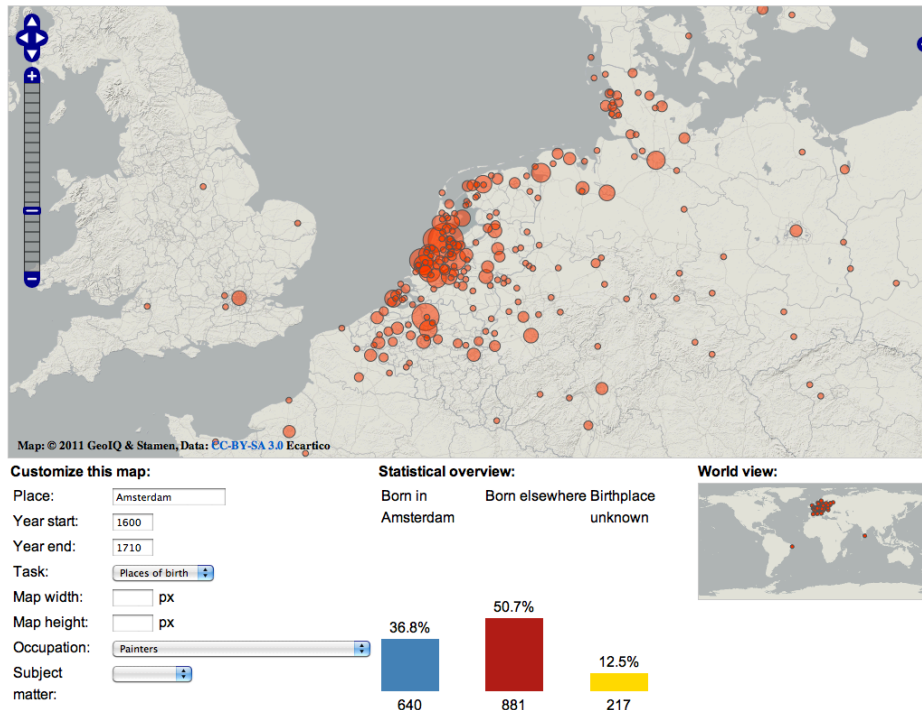 Map: © 2011 GeoIQ & Stamen, Data: CC-BY-SA 3.0 Ecartico
Customize this map:
Place: Amsterdam
Year start: 1600
Year end: 1710
Task: Places of birth
Map width: px
Map height: px
Occupation: Painters
Subject
matter:
Statistical overview:
Born in
Amsterdam
Born elsewhere
Birthplace
unknown
36.8%
50.7%
12.5%
640
881
217
World view: